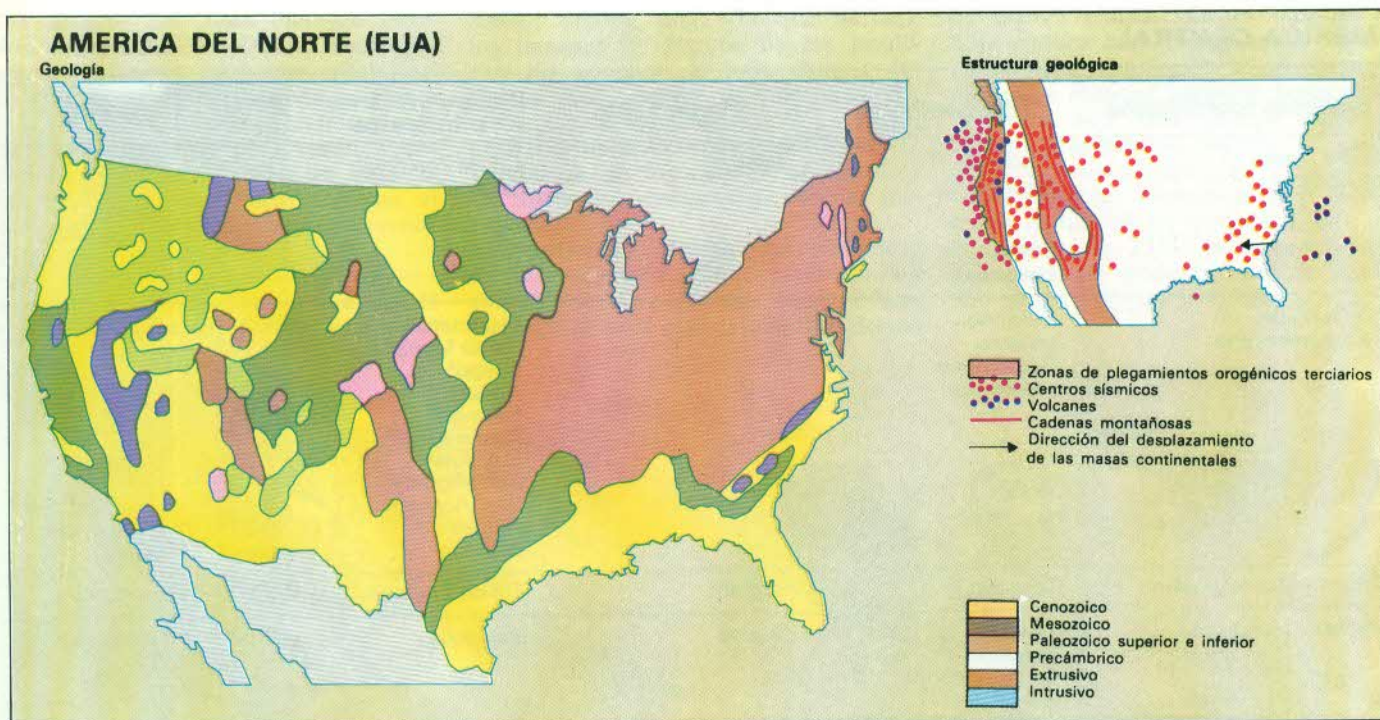 AMERICA DEL NORTE (EUA)
Geología
Estructura geológica
Zonas de plegamientos orogénicos terciarios
Centros sísmicos
Volcanes
Cadenas montañosas
Dirección del desplazamiento
de las masas continentales
Cenozoico
Mesozoico
Paleozoico superior e inferior
Precámbrico
Extrusivo
Intrusivo